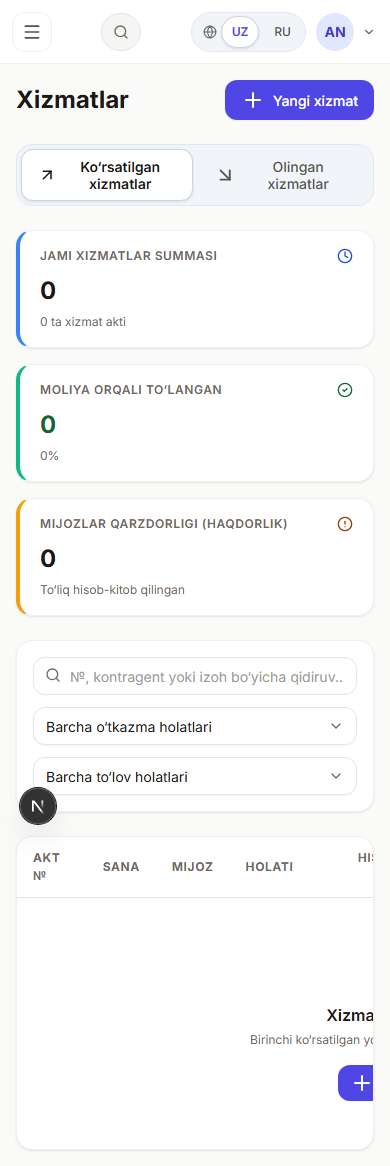 UZ RU AN
Xizmatlar
Yangi xizmat
Koʻrsatilgan
xizmatlar
Olingan
xizmatlar
JAMI XIZMATLAR SUMMASI
0
0 ta xizmat akti
MOLIYA ORQALI TOʻLANGAN
0
0%
MIJOZLAR QARZDORLIGI (HAQDORLIK)
0
Toʻliq hisob-kitob qilingan
№, kontragent yoki izoh boʻyicha qidiruv..
Barcha oʻtkazma holatlari
Barcha toʻlov holatlari
N
AKT
№
SANA MIJOZ HOLATI HIS
Xizma
Birinchi koʻrsatilgan yo